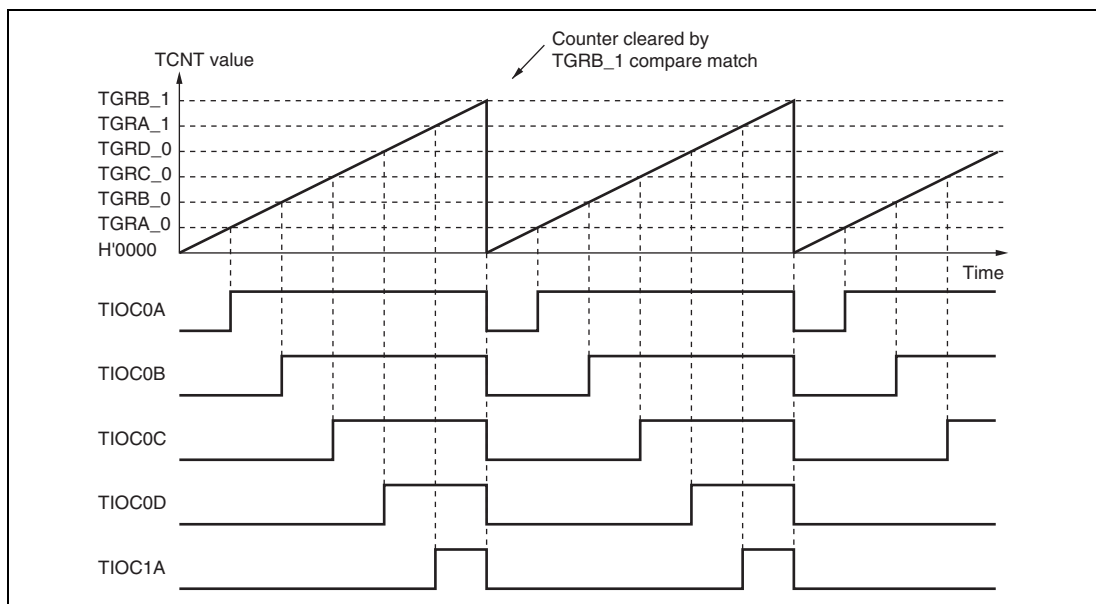 Counter cleared by
TGRB_1 compare match
TCNT value
TGRB_1
TGRA_1
TGRD_0
TGRC_0
TGRB_0
TGRA_0
H'0000
Time
TIOC0A
TIOC0B
TIOC0C
TIOC0D
TIOC1A